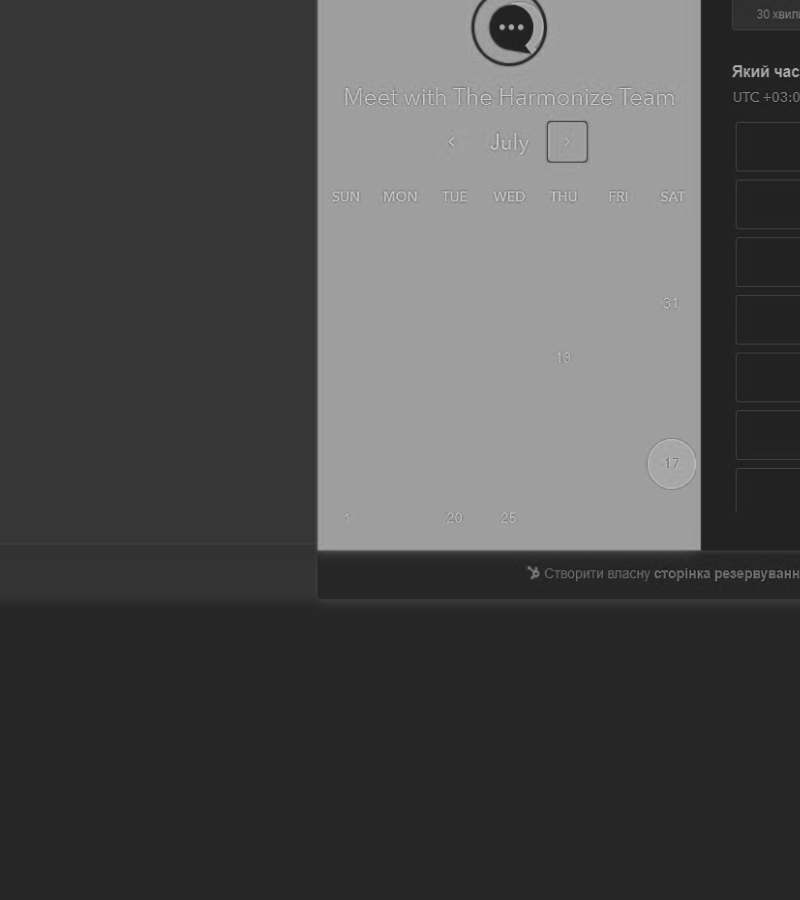 Meet with The Harmonize Team
July
SUN MON TUE WED THU FRI SAT
31
13
17
1 20 25
30 хвили
Який час
UTC +03:0
Створити власну сторінка резервуванн